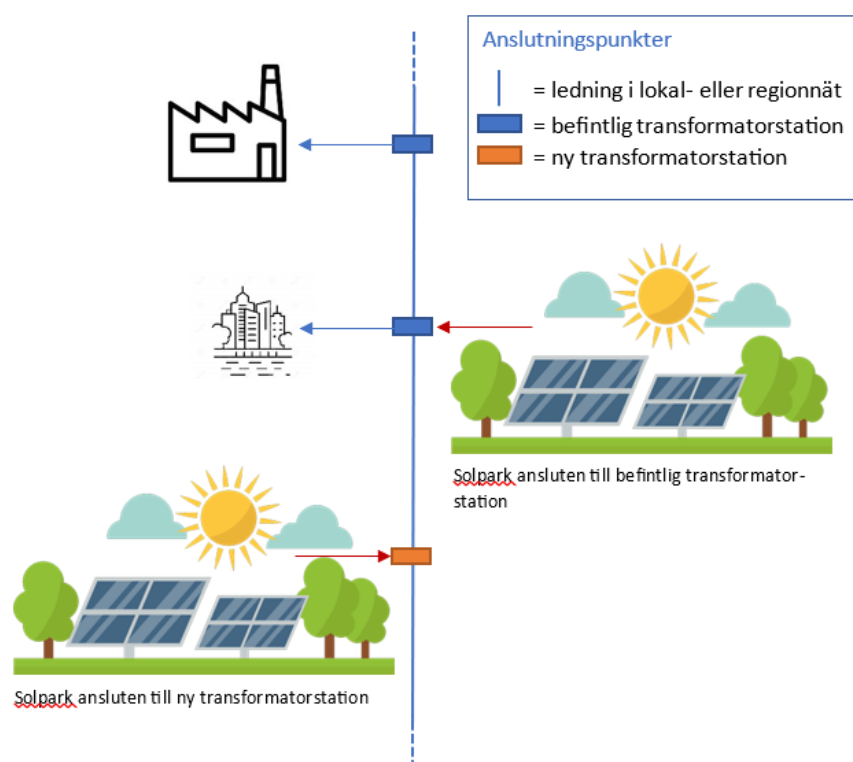 Anslutningspunkter
= ledning i lokal- eller regionnät
= befintlig transformatorstation
= ny transformatorstation
Solpark ansluten till befintlig transformator-
station
Solpark ansluten till ny transformatorstation